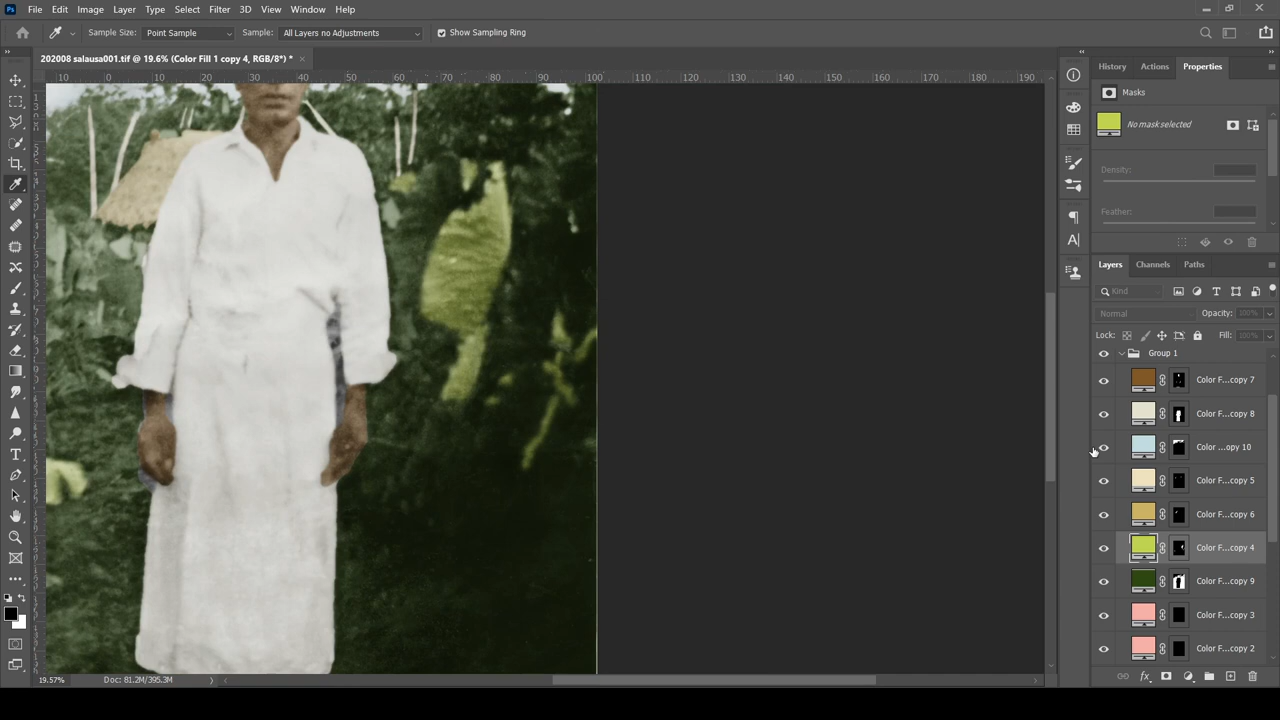 Ps File Edit Image Layer Type Select Filter 3D View Window Help
Sample Size: Point Sample Sample: All Layers no Adjustments Show Sampling Ring
202008 salausa001.tif @ 19.6% (Color Fill 1 copy 4, RGB/8*) * ×
10 0 10 20 30 40 50 60 70 80 90 100 110 120 130 140 150 160 170 180 190
History Actions Properties
Masks
No mask selected
Density:
Feather:
Layers Channels Paths
Kind
Normal Opacity: 100%
Lock: Fill: 100%
Group 1
Color F...copy 7
Color F...copy 8
Color ...opy 10
Color F...copy 5
Color F...copy 6
Color F...copy 4
Color F...copy 9
Color F...copy 3
Color F...copy 2
19.57% Doc: 81.2M/395.3M